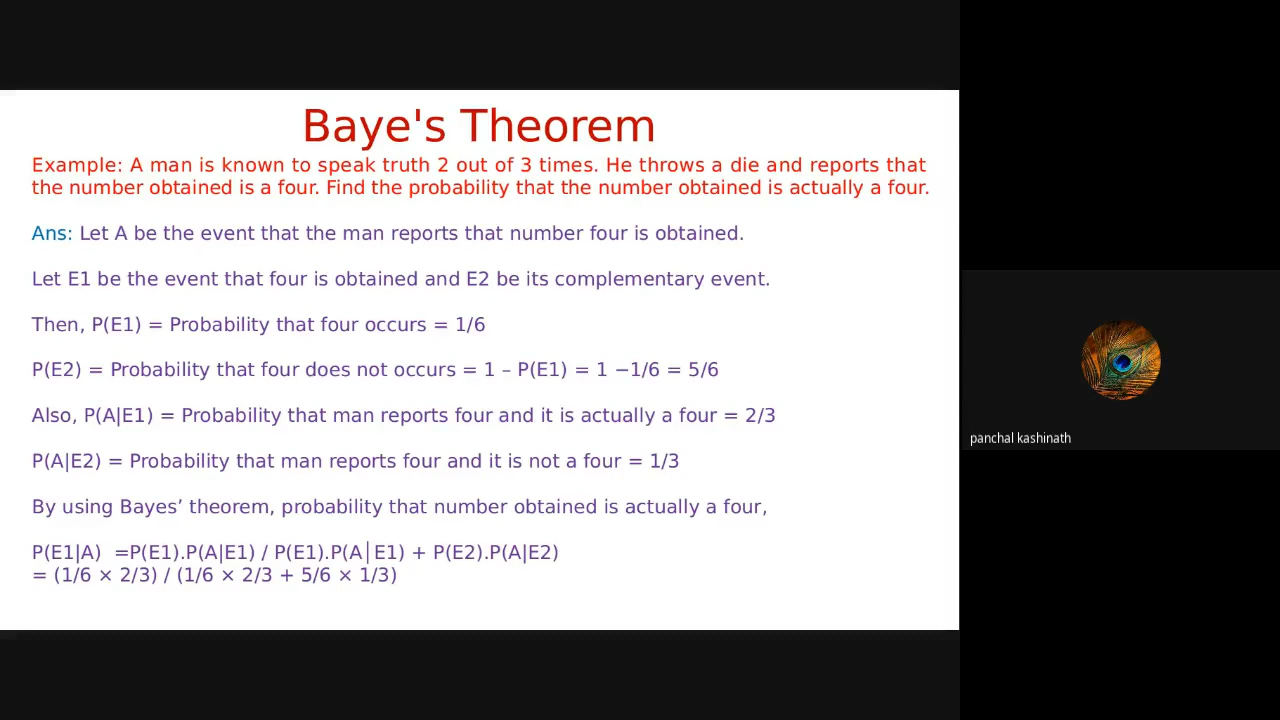 Baye's Theorem
Example: A man is known to speak truth 2 out of 3 times. He throws a die and reports that
the number obtained is a four. Find the probability that the number obtained is actually a four.
Ans: Let A be the event that the man reports that number four is obtained.
Let E1 be the event that four is obtained and E2 be its complementary event.
Then, P(E1) = Probability that four occurs = 1/6
P(E2) = Probability that four does not occurs = 1 – P(E1) = 1 −1/6 = 5/6
Also, P(A|E1) = Probability that man reports four and it is actually a four = 2/3
P(A|E2) = Probability that man reports four and it is not a four = 1/3
By using Bayes’ theorem, probability that number obtained is actually a four,
P(E1|A)  =P(E1).P(A|E1) / P(E1).P(A│E1) + P(E2).P(A|E2)
= (1/6 × 2/3) / (1/6 × 2/3 + 5/6 × 1/3)
panchal kashinath